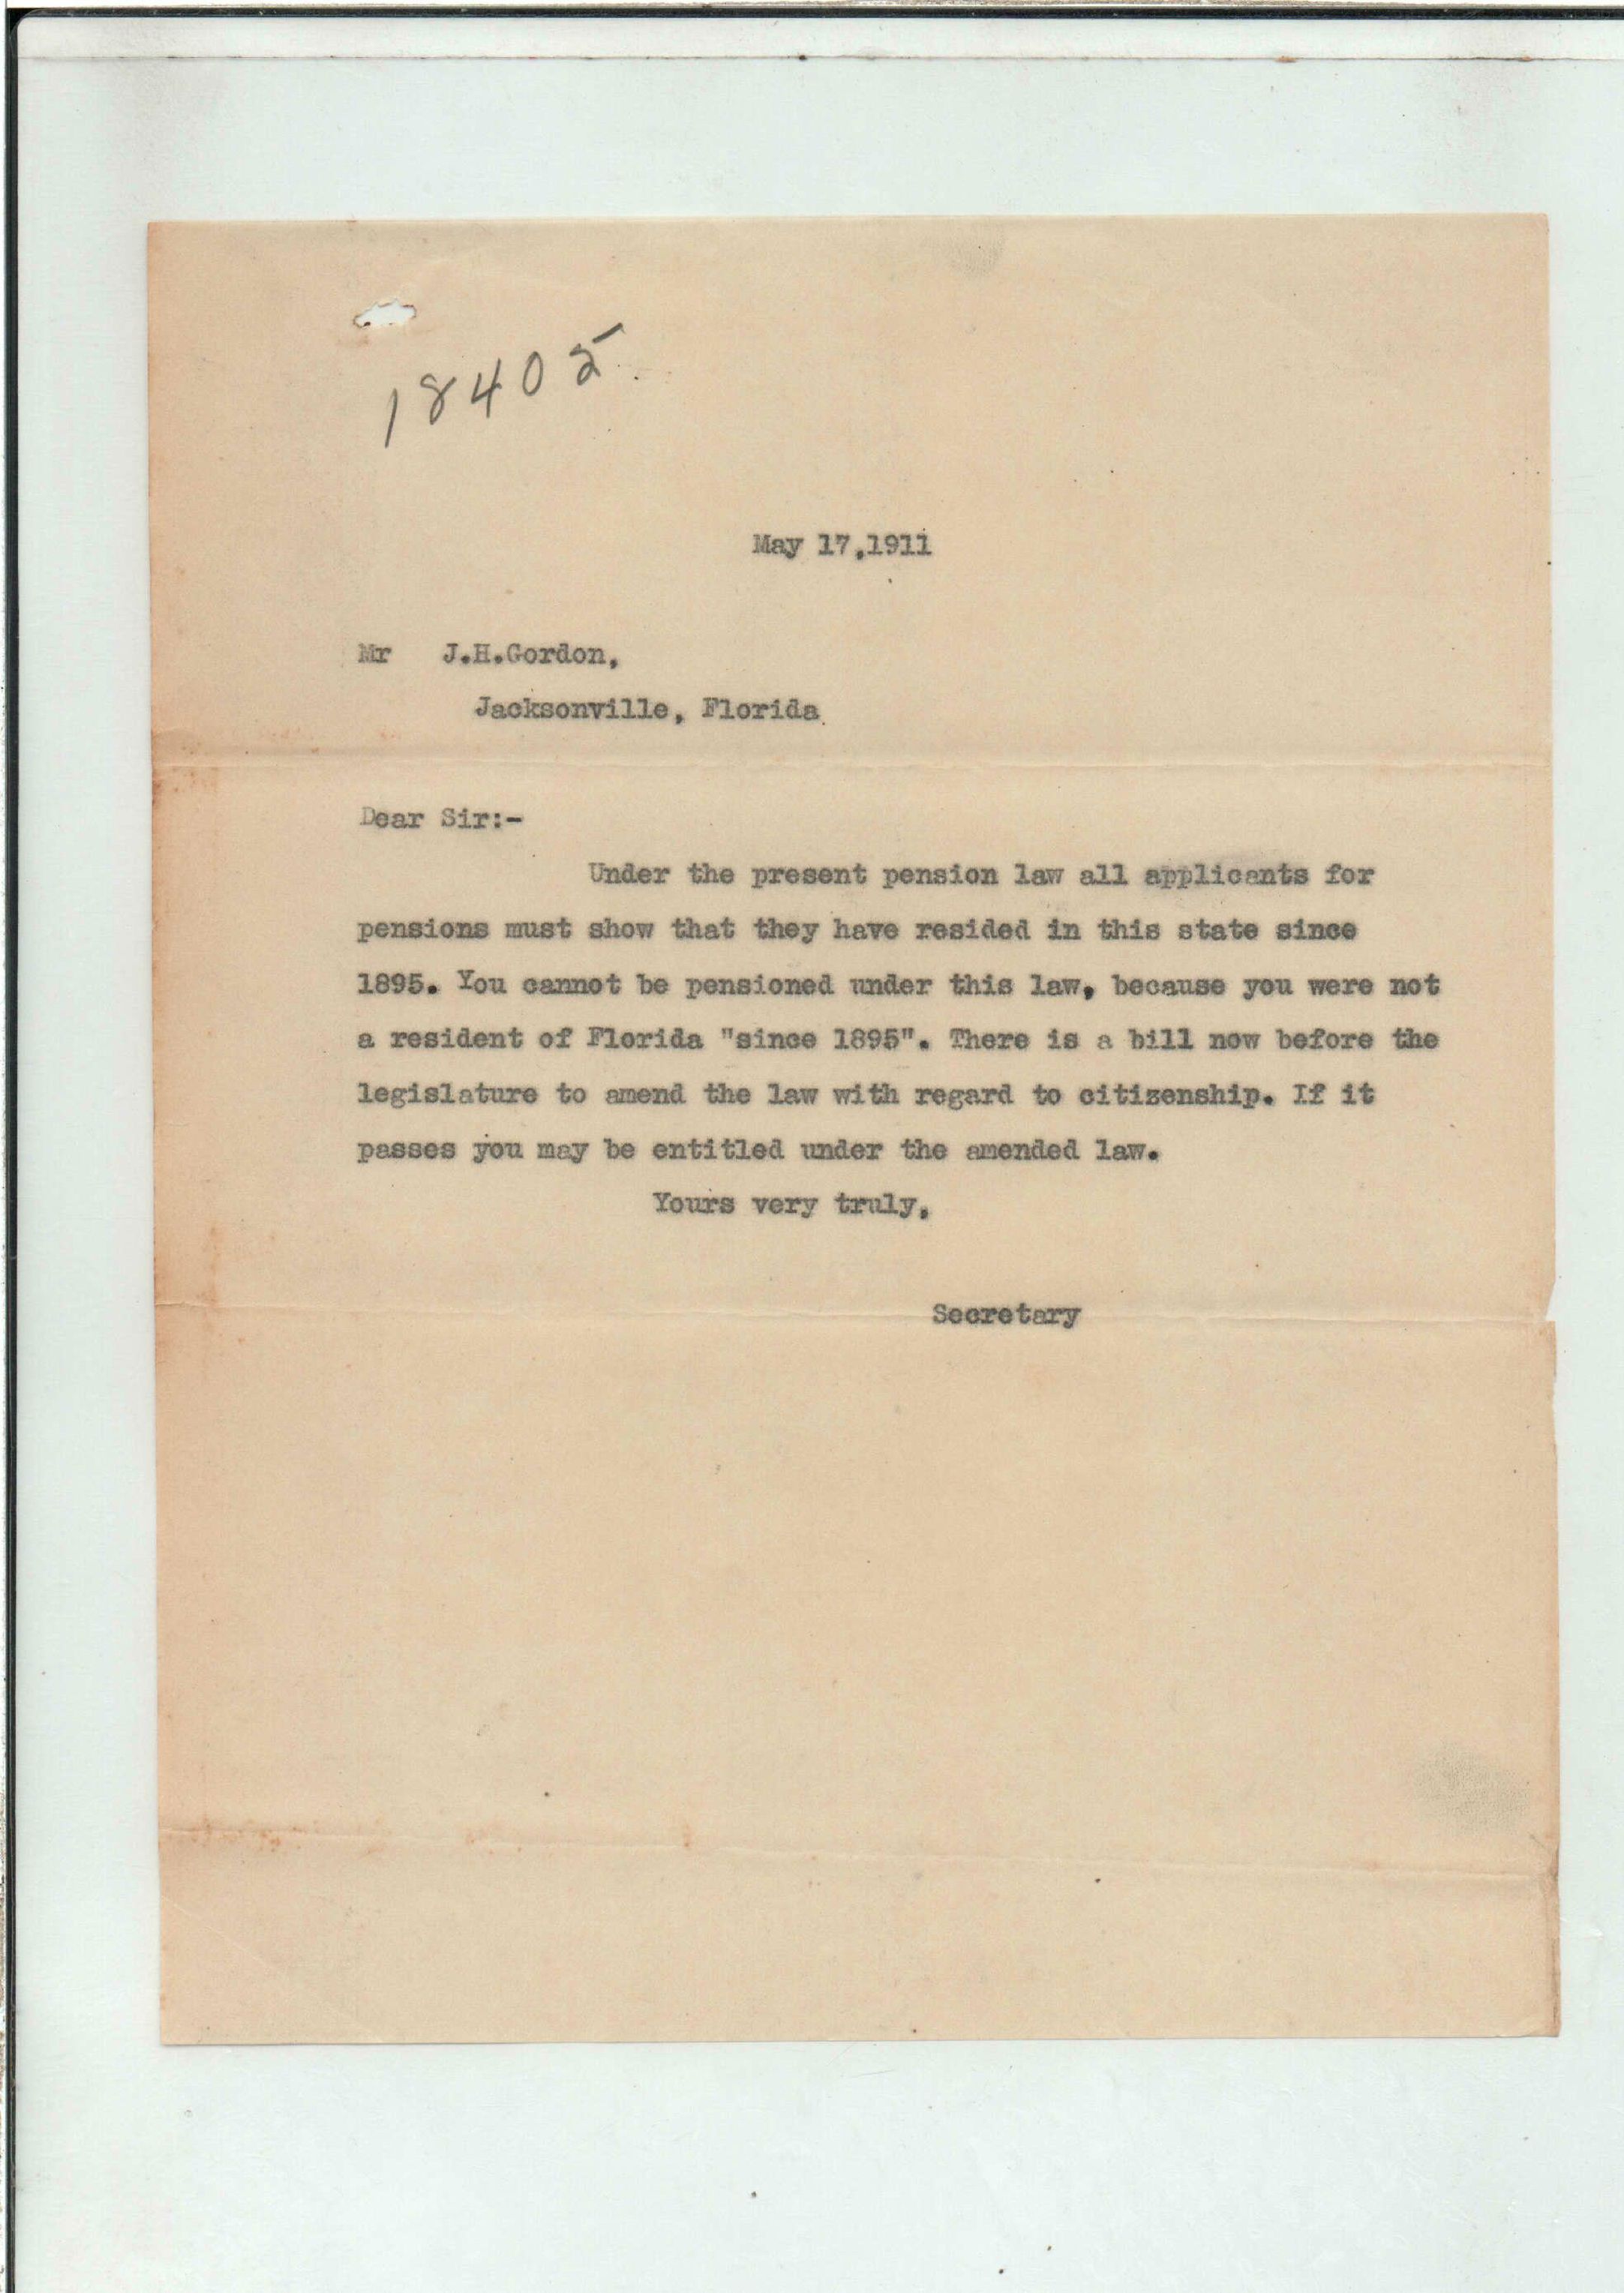 18405
May 17,1911
Mr J.H.Gordon,
Jacksonville, Florida
Dear Sir:-
Under the present pension law all applicants for
pensions must show that they have resided in this state since
1895. You cannot be pensioned under this law, because you were not
a resident of Florida "since 1895". There is a bill now before the
legislature to amend the law with regard to citizenship. If it
passes you may be entitled under the amended law.
Yours very truly,
Secretary